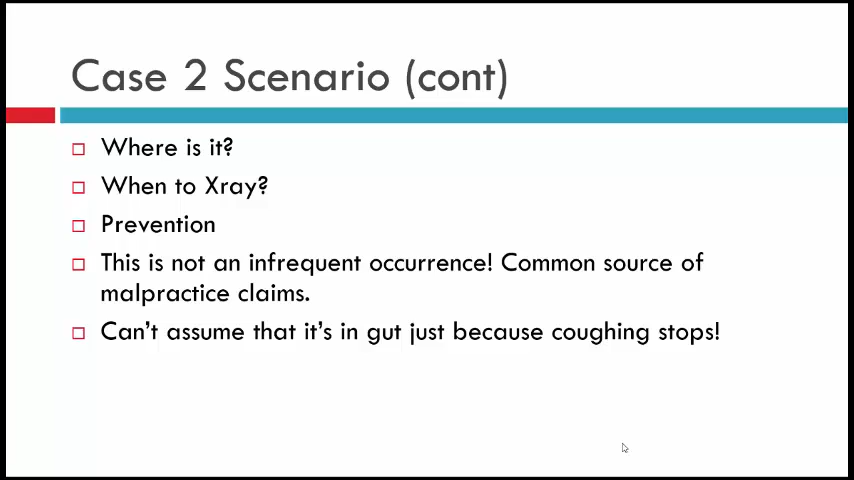 Case 2 Scenario (cont)
Where is it?
When to Xray?
Prevention
This is not an infrequent occurrence! Common source of
malpractice claims.
Can't assume that it's in gut just because coughing stops!